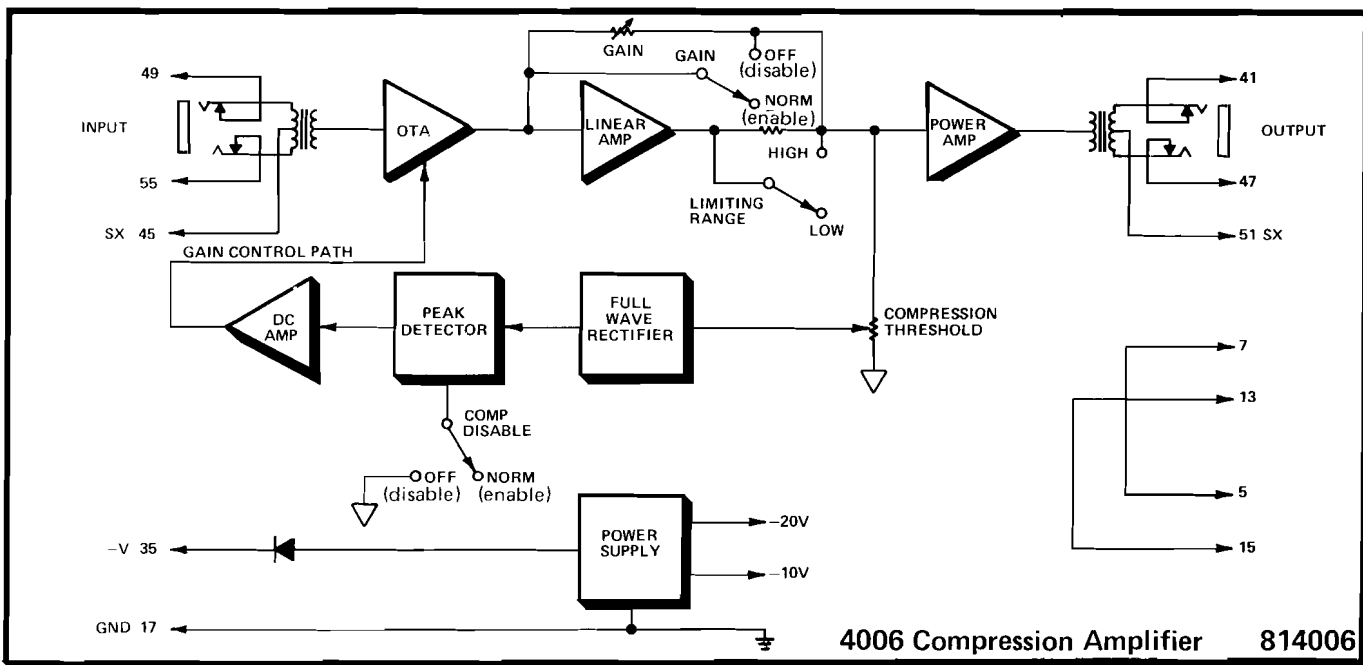 GAIN
OFF
(disable)
GAIN
NORM
(enable)
49
41
INPUT
OTA
LINEAR
AMP
HIGH
POWER
AMP
OUTPUT
55
47
LIMITING
RANGE
LOW
SX 45
51 SX
GAIN CONTROL PATH
DC
AMP
PEAK
DETECTOR
FULL
WAVE
RECTIFIER
COMPRESSION
THRESHOLD
7
13
COMP
DISABLE
OFF
(disable)
NORM
(enable)
5
15
-V 35
POWER
SUPPLY
-20V
-10V
GND 17
4006 Compression Amplifier 814006